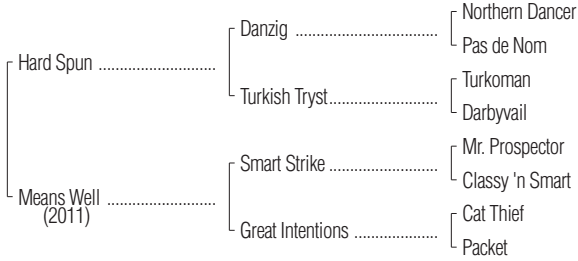 Northern Dancer
Danzig ..............................
Pas de Nom
Hard Spun .........................
Turkoman
Turkish Tryst.......................
Darbyvail
Mr. Prospector
Smart Strike .......................
Classy 'n Smart
Means Well .......................
(2011)
Cat Thief
Great Intentions .................
Packet